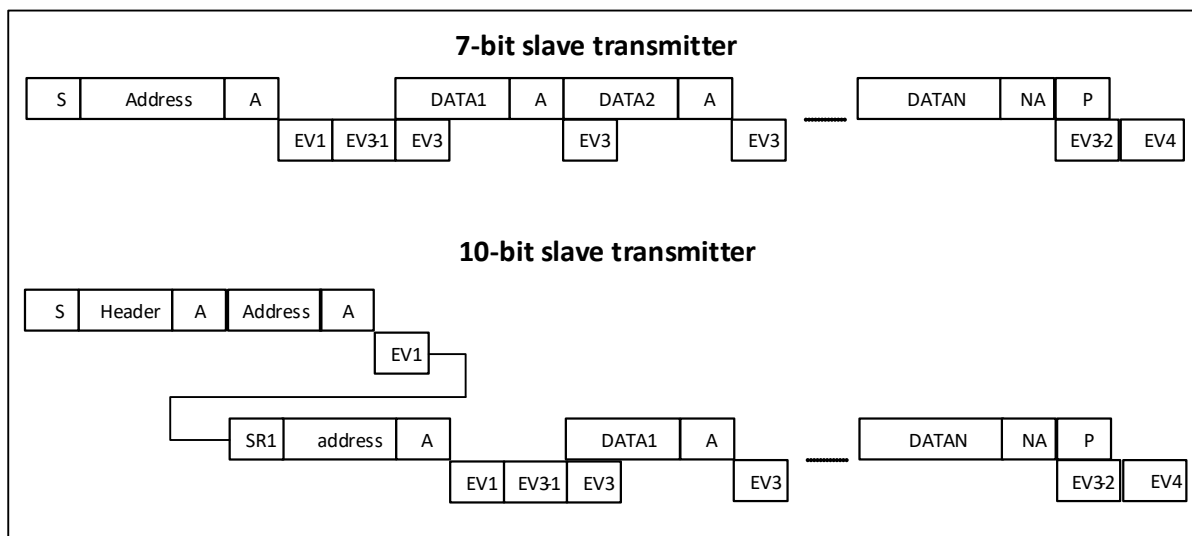 7-bit slave transmitter
S Address A DATA1 A DATA2 A DATAN NA P
EV1 EV3-1 EV3 EV3 EV3 EV3-2 EV4
10-bit slave transmitter
S Header A Address A
EV1
SR1 address A DATA1 A DATAN NA P
EV1 EV3-1 EV3 EV3 EV3-2 EV4